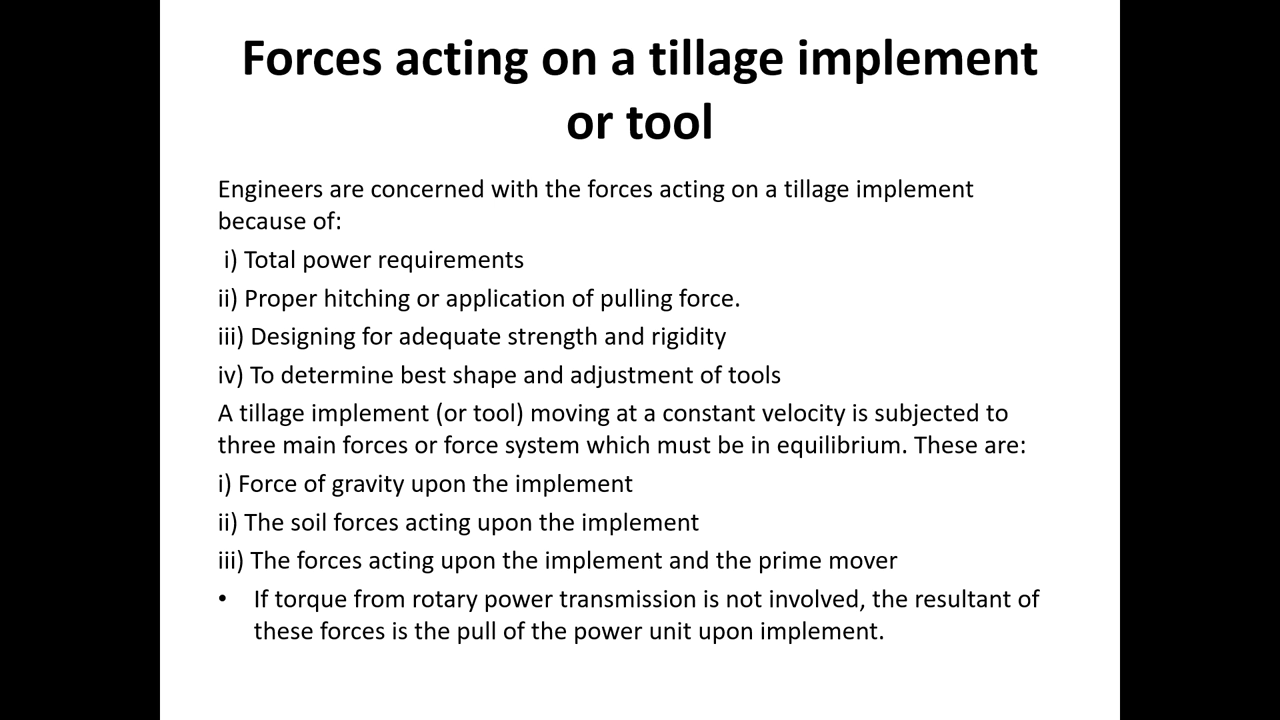 Forces acting on a tillage implement
or tool
Engineers are concerned with the forces acting on a tillage implement
because of:
i) Total power requirements
ii) Proper hitching or application of pulling force.
iii) Designing for adequate strength and rigidity
iv) To determine best shape and adjustment of tools
A tillage implement (or tool) moving at a constant velocity is subjected to
three main forces or force system which must be in equilibrium. These are:
i) Force of gravity upon the implement
ii) The soil forces acting upon the implement
iii) The forces acting upon the implement and the prime mover
• If torque from rotary power transmission is not involved, the resultant of
these forces is the pull of the power unit upon implement.